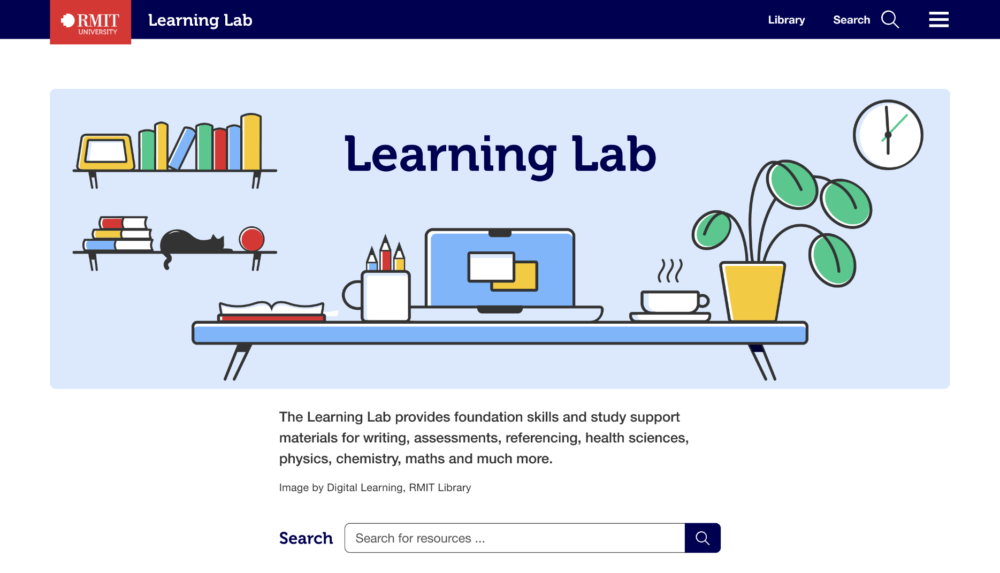 RMIT
UNIVERSITY
Learning Lab
Library
Search
Learning Lab
The Learning Lab provides foundation skills and study support
materials for writing, assessments, referencing, health sciences,
physics, chemistry, maths and much more.
Image by Digital Learning, RMIT Library
Search
Search for resources ...